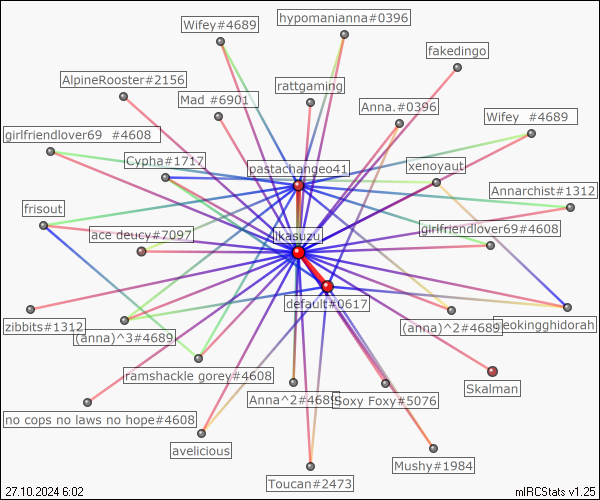 hypomanianna#0396
Wifey#4689
fakedingo
AlpineRooster#2156
rattgaming
Mad #6901
Anna.#0396
Wifey #4689
girlfriendlover69 #4608
Cypha#1717
pastachangeo41
xenovaut
Annarchist#1312
frisout
ace deucy#7097
ikasuzu
girlfriendlover69#4608
default#0617
zibbits#1312
(anna)^3#4689
(anna)^2#4689
neokingghidorah
ramshackle gorey#4608
Skalman
Anna^2#4689
Soxy Foxy#5076
no cops no laws no hope#4608
avelicious
Mushy#1984
Toucan#2473
27.10.2024 6:02
mIRCStats v1.25